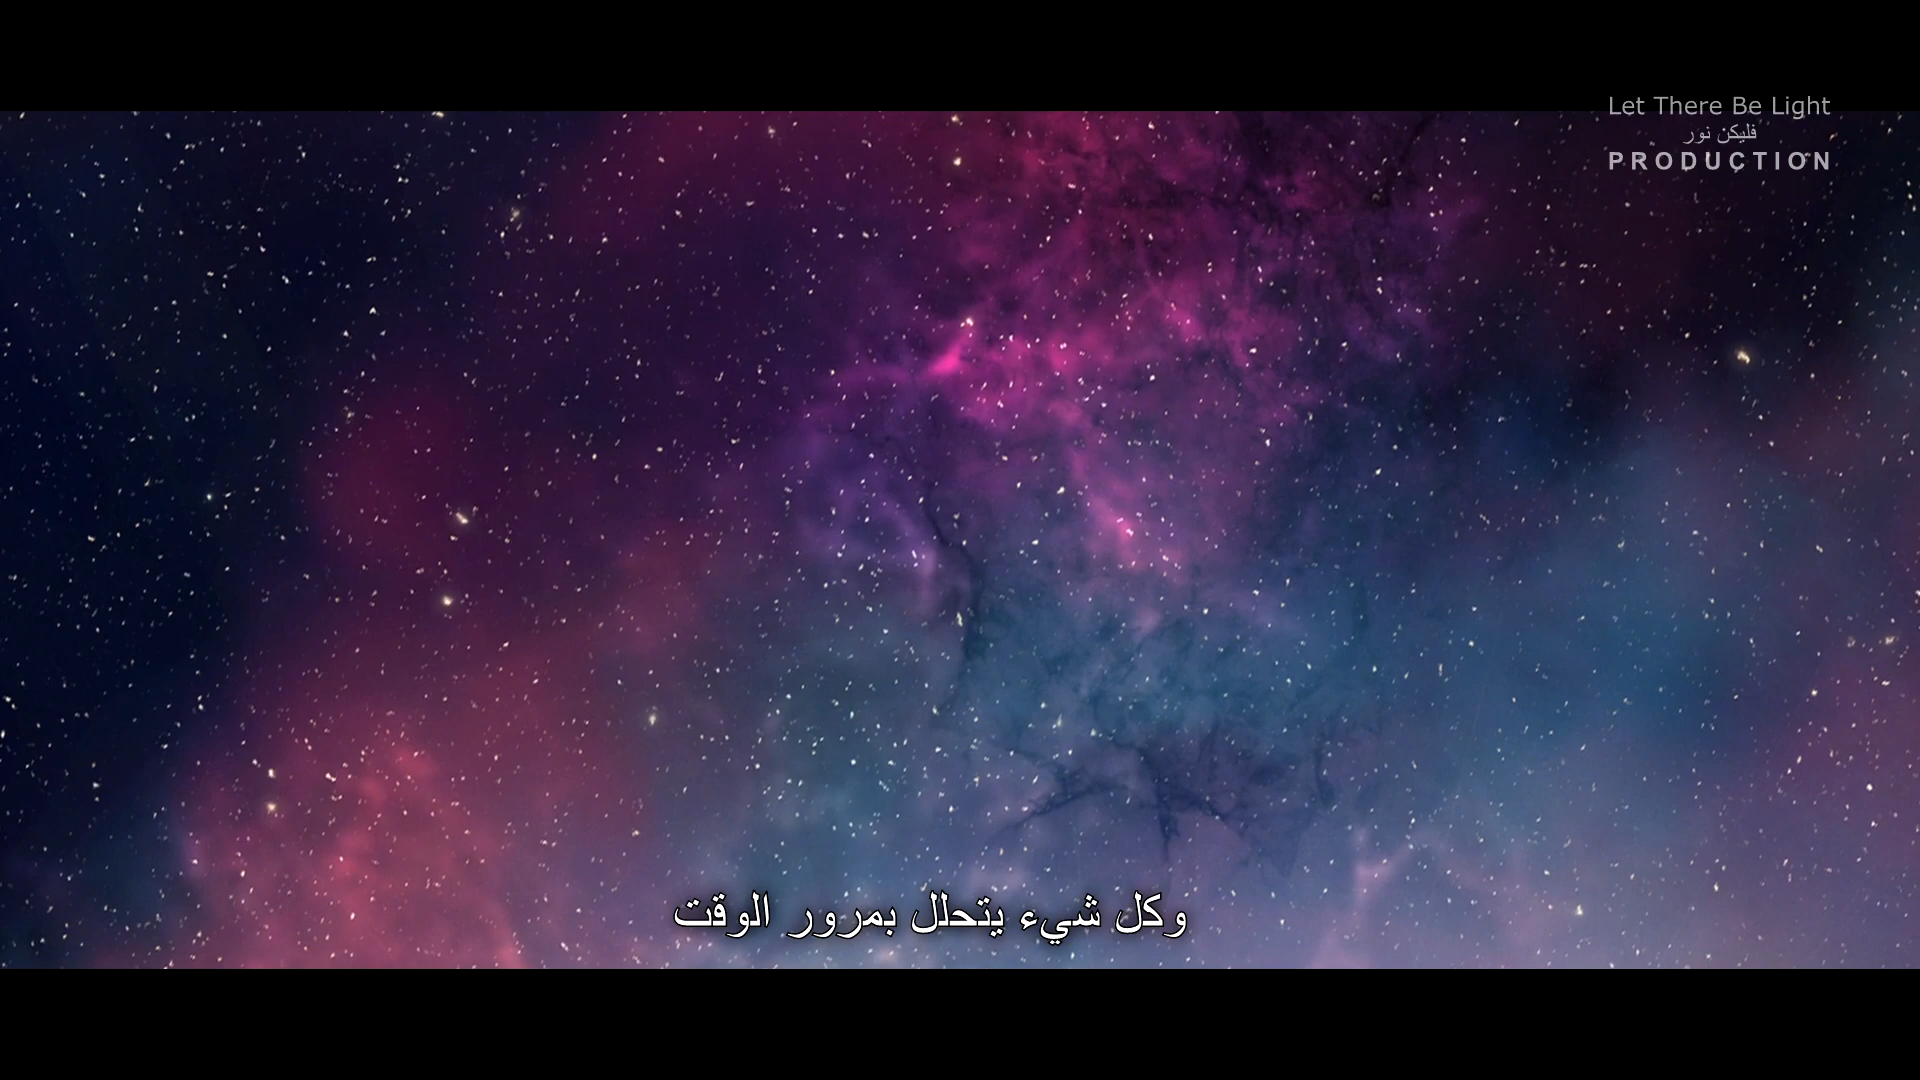 Let There Be Light
فليكن نور
PRODUCTION
وكل شيء يتحلل بمرور الوقت